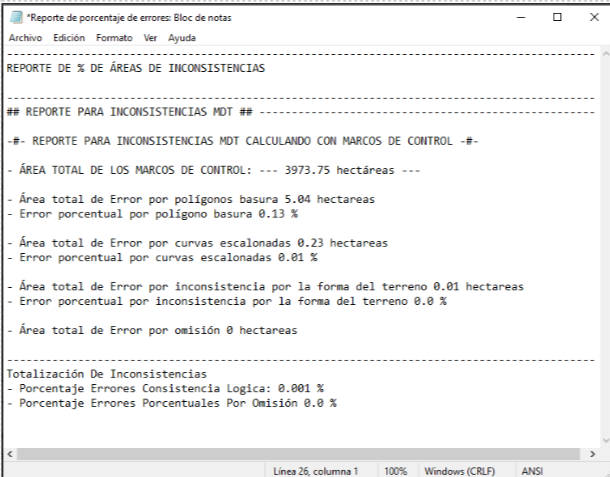 *Reporte de porcentaje de errores: Bloc de notas
Archivo Edición Formato Ver Ayuda
--------------------------------------------------------------------------------
REPORTE DE % DE ÁREAS DE INCONSISTENCIAS
--------------------------------------------------------------------------------
## REPORTE PARA INCONSISTENCIAS MDT ## ----------------------------------------------
-#- REPORTE PARA INCONSISTENCIAS MDT CALCULANDO CON MARCOS DE CONTROL -#-
- ÁREA TOTAL DE LOS MARCOS DE CONTROL: --- 3973.75 hectáreas ---
- Área total de Error por polígonos basura 5.04 hectareas
- Error porcentual por polígono basura 0.13 %
- Área total de Error por curvas escalonadas 0.23 hectareas
- Error porcentual por curvas escalonadas 0.01 %
- Área total de Error por inconsistencia por la forma del terreno 0.01 hectareas
- Error porcentual por inconsistencia por la forma del terreno 0.0 %
- Área total de Error por omisión 0 hectareas
--------------------------------------------------------------------------------
Totalización De Inconsistencias
- Porcentaje Errores Consistencia Logica: 0.001 %
- Porcentaje Errores Porcentuales Por Omisión 0.0 %
Línea 26, columna 1 100% Windows (CRLF) ANSI